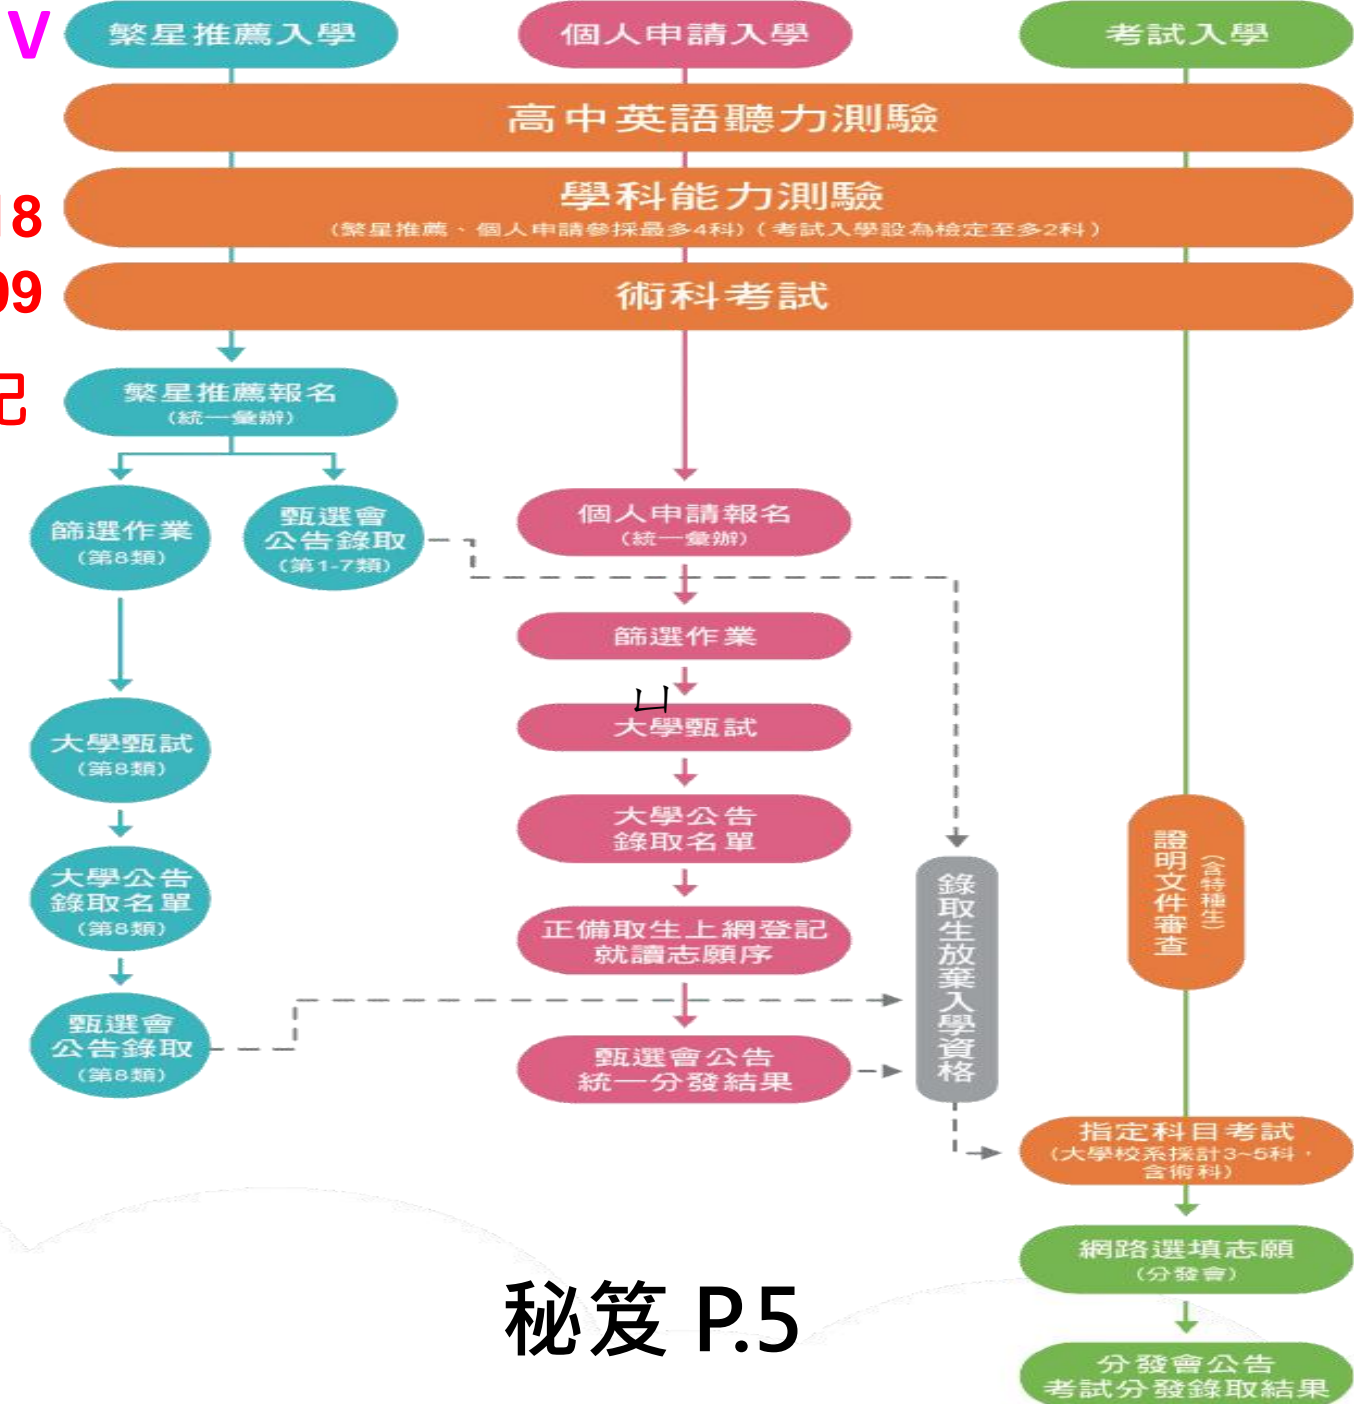 V
繁星推薦入學
個人申請入學
考試入學
高中英語聽力測驗
18
學科能力測驗
(繁星推薦、個人申請參採最多4科)(考試入學設為檢定至多2科)
09
術科考試
記
繁星推薦報名
(統一彙辦)
篩選作業
(第8類)
甄選會
公告錄取
(第1-7類)
個人申請報名
(統一彙辦)
篩選作業
ㄩ
大學甄試
大學甄試
(第8類)
大學公告
錄取名單
大學公告
錄取名單
(第8類)
正備取生上網登記
就讀志願序
錄取生放棄入學資格
證明文件審查
(含特種生)
甄選會
公告錄取
(第8類)
甄選會公告
統一分發結果
指定科目考試
(大學校系採計3~5科，
含術科)
網路選填志願
(分發會)
分發會公告
考試分發錄取結果
秘笈 P.5